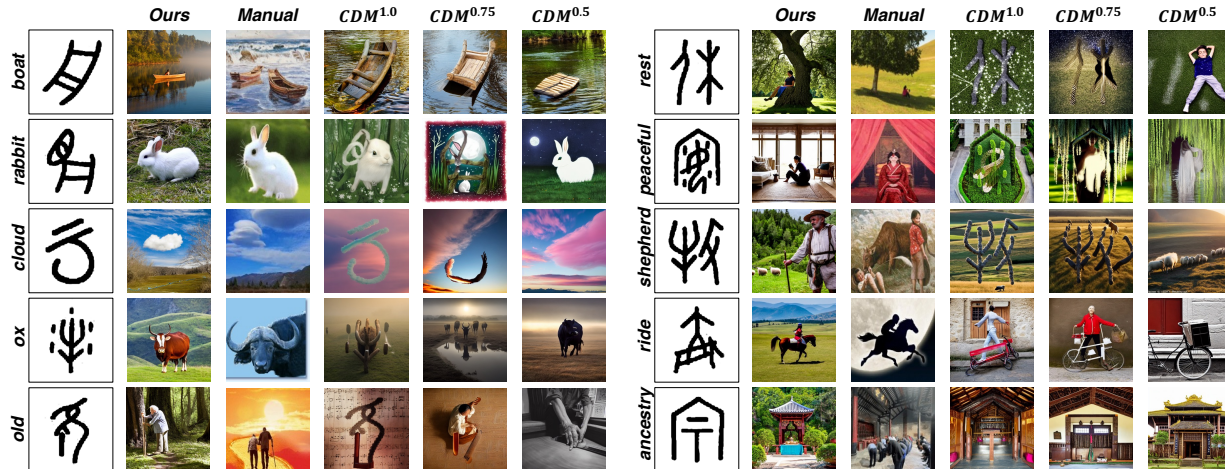 Ours Manual CDM^1.0 CDM^0.75 CDM^0.5 Ours Manual CDM^1.0 CDM^0.75 CDM^0.5
boat
rabbit
cloud
ox
old
rest
peaceful
shepherd
ride
ancestry